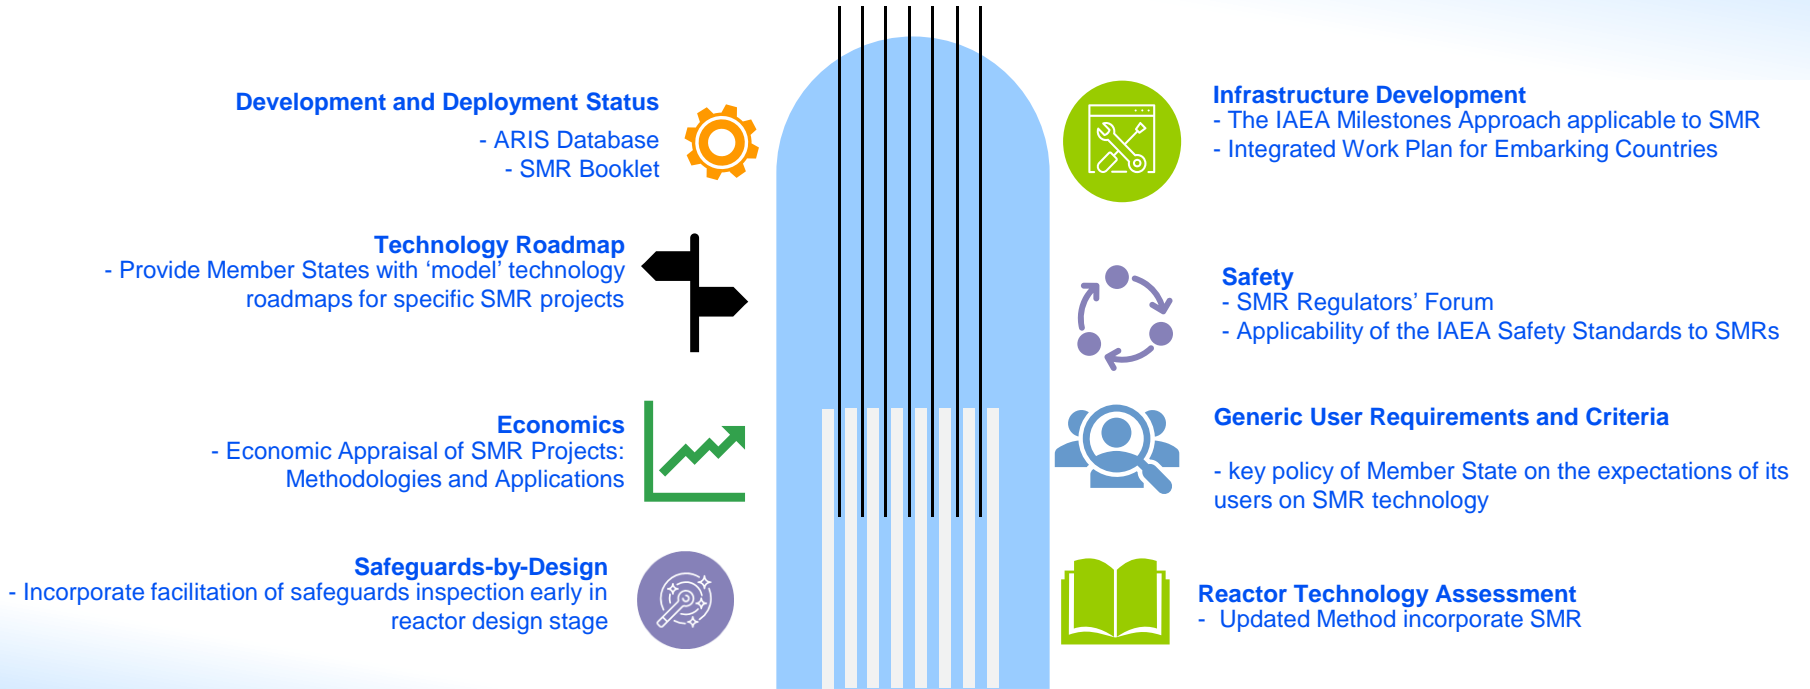 Development and Deployment Status
- ARIS Database
- SMR Booklet
Technology Roadmap
- Provide Member States with ‘model’ technology
roadmaps for specific SMR projects
Economics
- Economic Appraisal of SMR Projects:
Methodologies and Applications
Safeguards-by-Design
- Incorporate facilitation of safeguards inspection early in
reactor design stage
Infrastructure Development
- The IAEA Milestones Approach applicable to SMR
- Integrated Work Plan for Embarking Countries
Safety
- SMR Regulators’ Forum
- Applicability of the IAEA Safety Standards to SMRs
Generic User Requirements and Criteria
- key policy of Member State on the expectations of its
users on SMR technology
Reactor Technology Assessment
- Updated Method incorporate SMR